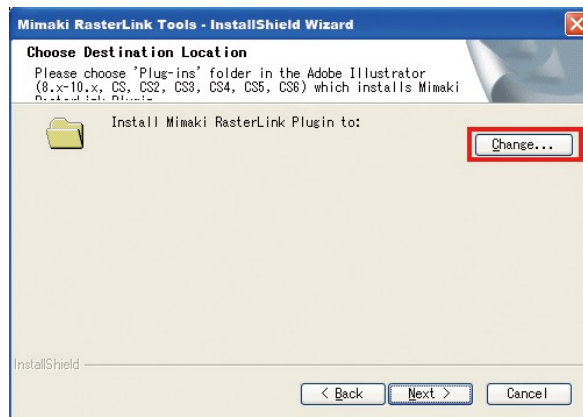 Mimaki RasterLink Tools - InstallShield Wizard
Choose Destination Location
Please choose 'Plug-ins' folder in the Adobe Illustrator
(8.x-10.x, CS, CS2, CS3, CS4, CS5, CS6) which installs Mimaki
Install Mimaki RasterLink Plugin to:
Change...
InstallShield
< Back
Next >
Cancel